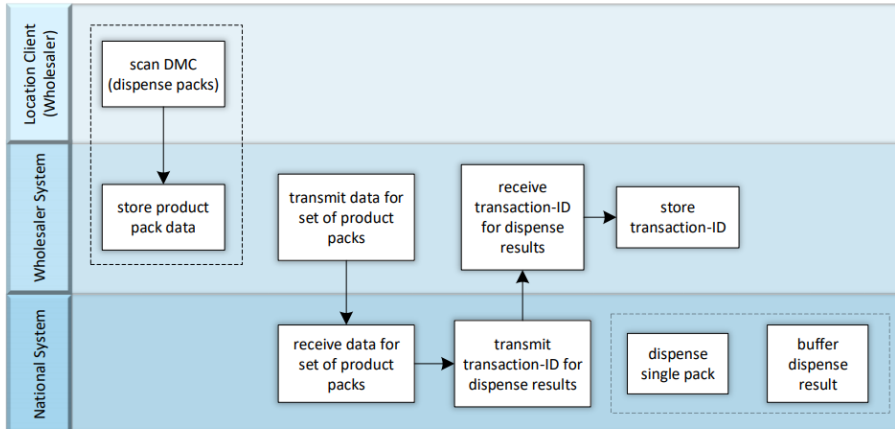 Location Client
(Wholesaler)
scan DMC
(dispense packs)
Wholesaler System
store product
pack data
transmit data for
set of product
packs
receive
transaction-ID
for dispense
results
store
transaction-ID
National System
receive data for
set of product
packs
transmit
transaction-ID for
dispense results
dispense
single pack
buffer
dispense
result